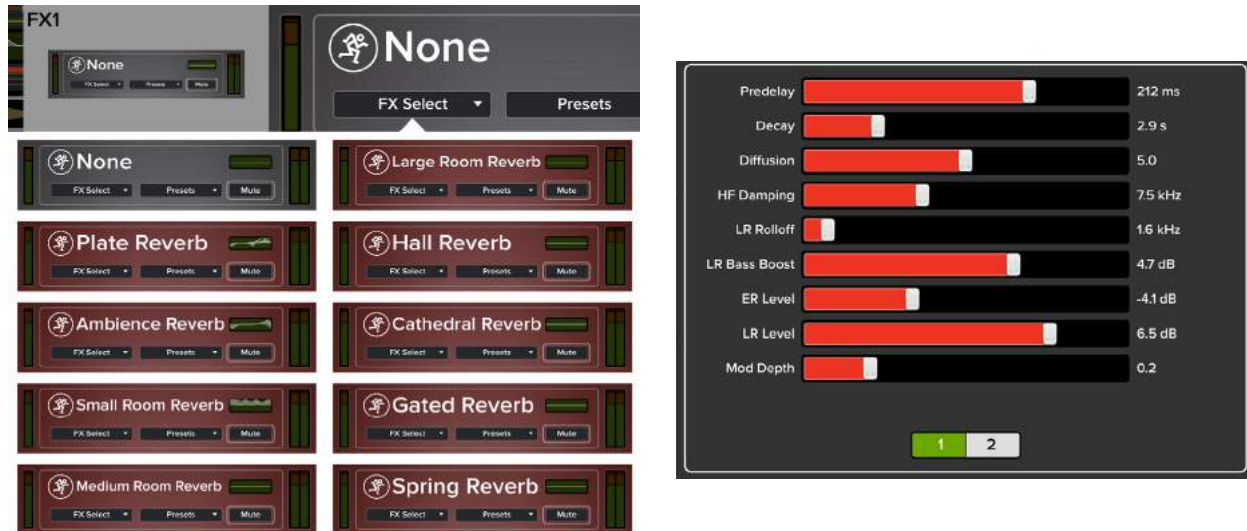 FX1
None
FX Select Presets Mute
None
FX Select Presets
None
FX Select Presets Mute
Large Room Reverb
FX Select Presets Mute
Plate Reverb
FX Select Presets Mute
Hall Reverb
FX Select Presets Mute
Ambience Reverb
FX Select Presets Mute
Cathedral Reverb
FX Select Presets Mute
Small Room Reverb
FX Select Presets Mute
Gated Reverb
FX Select Presets Mute
Medium Room Reverb
FX Select Presets Mute
Spring Reverb
FX Select Presets Mute
Predelay 212 ms
Decay 2.9 s
Diffusion 5.0
HF Damping 7.5 kHz
LR Rolloff 1.6 kHz
LR Bass Boost 4.7 dB
ER Level -4.1 dB
LR Level 6.5 dB
Mod Depth 0.2
1 2